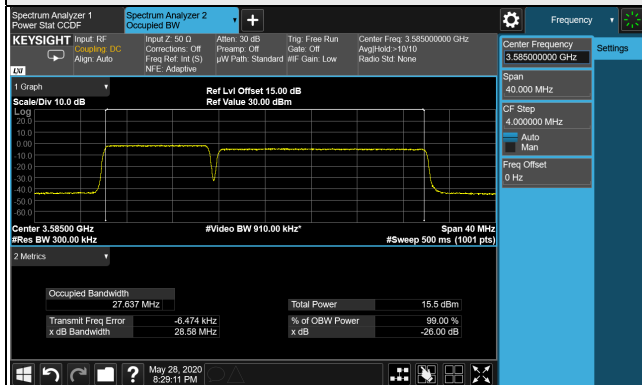 Spectrum Analyzer 1
Power Stat CCDF
Spectrum Analyzer 2
Occupied BW
Frequency
KEYSIGHT
Input: RF
Coupling: DC
Align: Auto
Input Z: 50 Ω
Corrections: Off
Freq Ref: Int (S)
NFE: Adaptive
Atten: 30 dB
Preamp: Off
µW Path: Standard
Trig: Free Run
Gate: Off
#IF Gain: Low
Center Freq: 3.585000000 GHz
Avg|Hold:>10/10
Radio Std: None
LXI
Center Frequency
3.585000000 GHz
Settings
Span
40.000 MHz
CF Step
4.000000 MHz
Auto
Man
Freq Offset
0 Hz
1 Graph
Scale/Div 10.0 dB
Ref Lvl Offset 15.00 dB
Ref Value 30.00 dBm
Log
20.0
10.0
0.00
-10.0
-20.0
-30.0
-40.0
-50.0
-60.0
Center 3.58500 GHz
#Res BW 300.00 kHz
#Video BW 910.00 kHz*
Span 40 MHz
#Sweep 500 ms (1001 pts)
2 Metrics
Occupied Bandwidth
27.637 MHz
Total Power 15.5 dBm
Transmit Freq Error -6.474 kHz
% of OBW Power 99.00 %
x dB Bandwidth 28.58 MHz
x dB -26.00 dB
?
May 28, 2020
8:29:11 PM